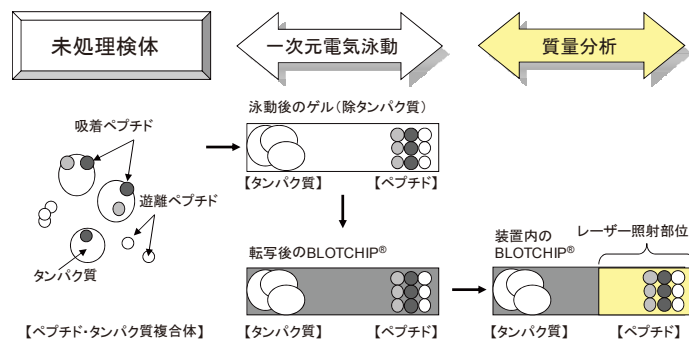 未処理検体
一次元電気泳動
質量分析
泳動後のゲル（除タンパク質）
吸着ペプチド
【タンパク質】
【ペプチド】
遊離ペプチド
タンパク質
転写後のBLOTCHIP®
装置内の
BLOTCHIP®
レーザー照射部位
【ペプチド・タンパク質複合体】
【タンパク質】
【ペプチド】
【タンパク質】
【ペプチド】